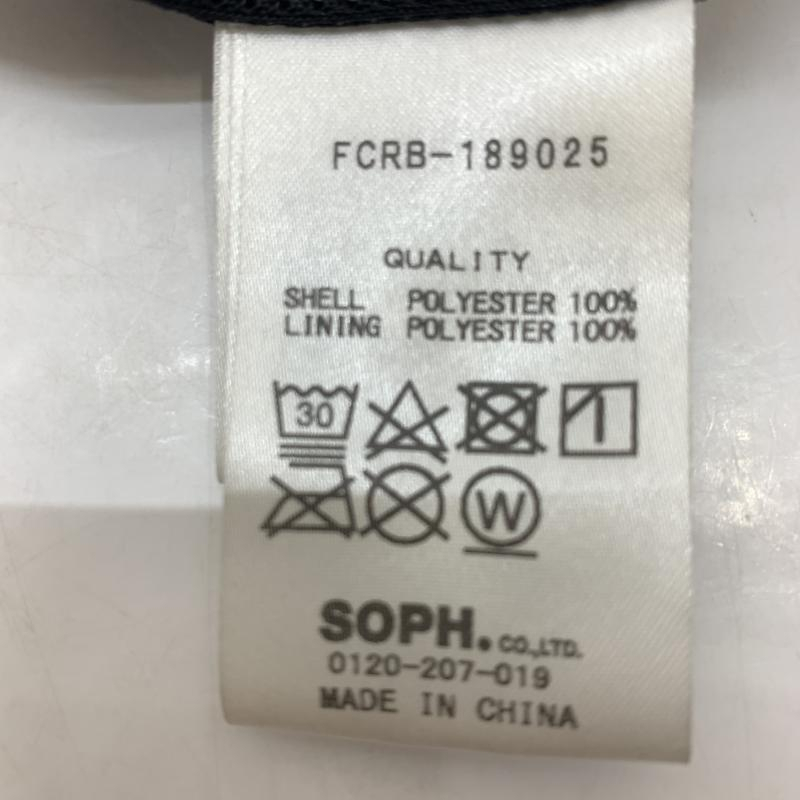 FCRB-189025
QUALITY
SHELL POLYESTER 100%
LINING POLYESTER 100%
30
W
SOPH. CO.,LTD.
0120-207-019
MADE IN CHINA